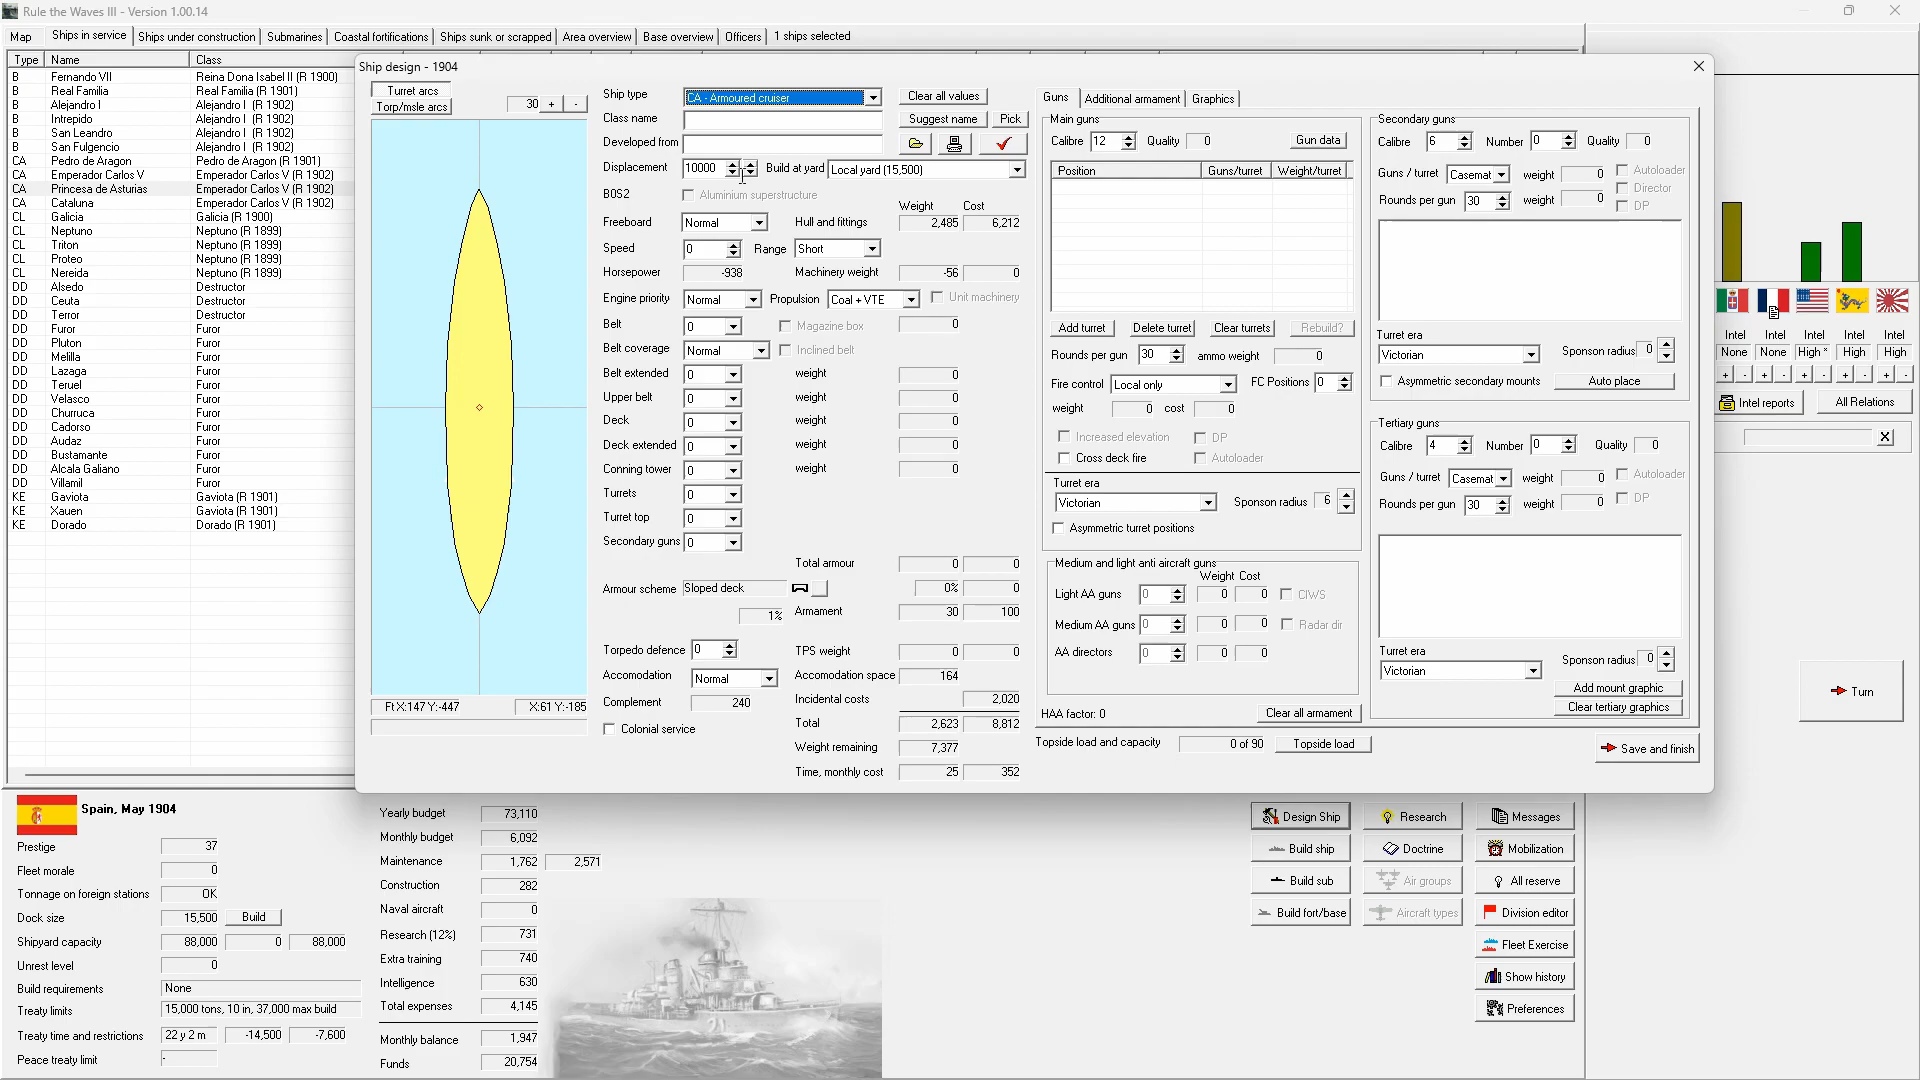 Rule the Waves III - Version 1.00.14
Map
Ships in service
Ships under construction
Submarines
Coastal fortifications
Ships sunk or scrapped
Area overview
Base overview
Officers
1 ships selected
Type Name Class
B Fernando VII Reina Dona Isabel II (R 1900)
B Real Familia Real Familia (R 1901)
B Alejandro I Alejandro I (R 1902)
B Intrepido Alejandro I (R 1902)
B San Leandro Alejandro I (R 1902)
B San Fulgencio Alejandro I (R 1902)
CA Pedro de Aragon Pedro de Aragon (R 1901)
CA Emperador Carlos V Emperador Carlos V (R 1902)
CA Princesa de Asturias Emperador Carlos V (R 1902)
CA Cataluna Emperador Carlos V (R 1902)
CL Galicia Galicia (R 1900)
CL Neptuno Neptuno (R 1899)
CL Triton Neptuno (R 1899)
CL Proteo Neptuno (R 1899)
CL Nereida Neptuno (R 1899)
DD Alsedo Destructor
DD Ceuta Destructor
DD Terror Destructor
DD Furor Furor
DD Pluton Furor
DD Melilla Furor
DD Lazaga Furor
DD Teruel Furor
DD Velasco Furor
DD Churruca Furor
DD Cadorso Furor
DD Audaz Furor
DD Bustamante Furor
DD Alcala Galiano Furor
DD Villamil Furor
KE Gaviota Gaviota (R 1901)
KE Xauen Gaviota (R 1901)
KE Dorado Dorado (R 1901)
Ship design - 1904
Turret arcs
Torp/msle arcs
30 + -
Ft X:147 Y:-447
X:61 Y:-185
Ship type CA - Armoured cruiser Clear all values
Class name Suggest name Pick
Developed from
Displacement 10000 Build at yard Local yard (15,500)
B0S2 Aluminium superstructure
Weight Cost
Freeboard Normal Hull and fittings 2,485 6,212
Speed 0 Range Short
Horsepower -938 Machinery weight -56 0
Engine priority Normal Propulsion Coal + VTE Unit machinery
Belt 0 Magazine box 0
Belt coverage Normal Inclined belt
Belt extended 0 weight 0
Upper belt 0 weight 0
Deck 0 weight 0
Deck extended 0 weight 0
Conning tower 0 weight 0
Turrets 0
Turret top 0
Secondary guns 0
Total armour 0 0
Armour scheme Sloped deck 0% 0
1% Armament 30 100
Torpedo defence 0 TPS weight 0 0
Accomodation Normal Accomodation space 164
Complement 240 Incidental costs 2,020
Colonial service Total 2,623 8,812
Weight remaining 7,377
Time, monthly cost 25 352
Guns
Additional armament
Graphics
Main guns
Calibre 12 Quality 0 Gun data
Position Guns/turret Weight/turret
Add turret Delete turret Clear turrets Rebuild?
Rounds per gun 30 ammo weight 0
Fire control Local only FC Positions 0
weight 0 cost 0
Increased elevation DP
Cross deck fire Autoloader
Turret era
Victorian Sponson radius 6
Asymmetric turret positions
Medium and light anti aircraft guns
Weight Cost
Light AA guns 0 0 0 CIWS
Medium AA guns 0 0 0 Radar dir
AA directors 0 0 0
HAA factor: 0 Clear all armament
Topside load and capacity 0 of 90 Topside load
Secondary guns
Calibre 6 Number 0 Quality 0
Guns / turret Casemat weight 0 Autoloader
Director
Rounds per gun 30 weight 0 DP
Turret era
Victorian Sponson radius 0
Asymmetric secondary mounts Auto place
Tertiary guns
Calibre 4 Number 0 Quality 0
Guns / turret Casemat weight 0 Autoloader
Rounds per gun 30 weight 0 DP
Turret era
Victorian Sponson radius 0
Add mount graphic
Clear tertiary graphics
Save and finish
Intel Intel Intel Intel Intel
None None High * High High
+ - + - + - + - + -
Intel reports All Relations
X
Turn
Spain, May 1904
Prestige 37
Fleet morale 0
Tonnage on foreign stations OK
Dock size 15,500 Build
Shipyard capacity 88,000 0 88,000
Unrest level 0
Build requirements None
Treaty limits 15,000 tons, 10 in, 37,000 max build
Treaty time and restrictions 22 y 2 m -14,500 -7,600
Peace treaty limit -
Yearly budget 73,110
Monthly budget 6,092
Maintenance 1,762 2,571
Construction 282
Naval aircraft 0
Research (12%) 731
Extra training 740
Intelligence 630
Total expenses 4,145
Monthly balance 1,947
Funds 20,754
Design Ship Research Messages
Build ship Doctrine Mobilization
Build sub Air groups All reserve
Build fort/base Aircraft types Division editor
Fleet Exercise
Show history
Preferences